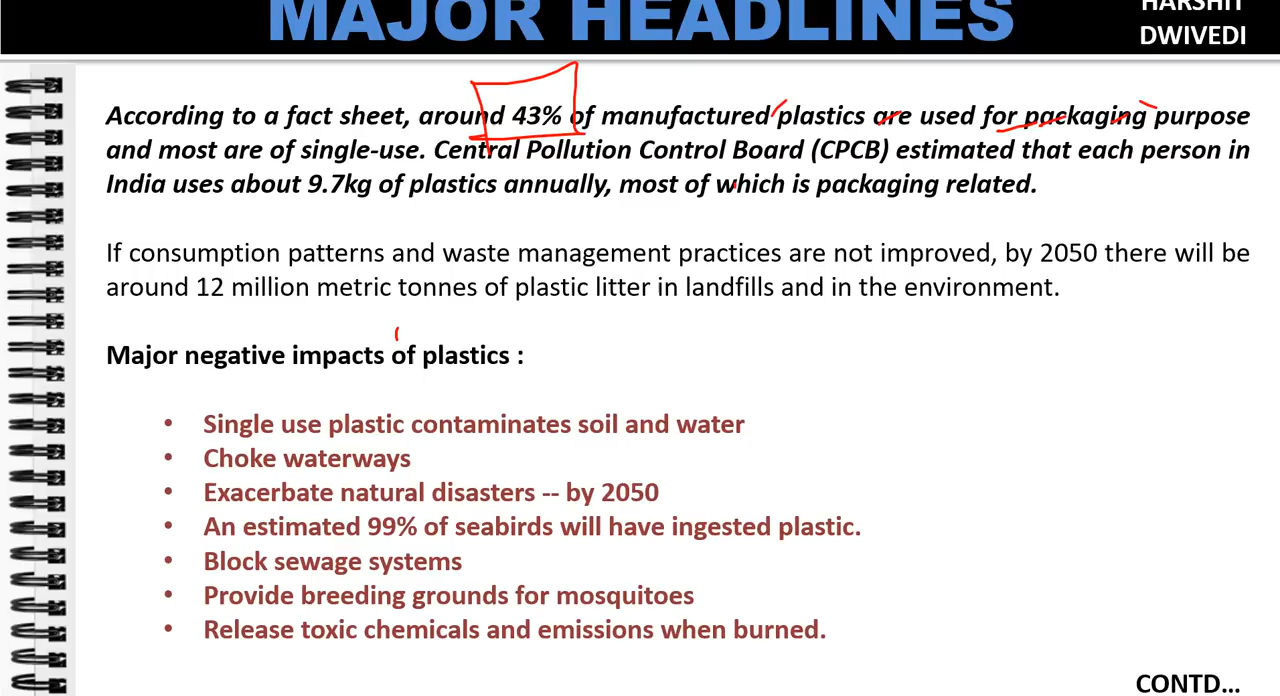 MAJOR HEADLINES
HARSHIT
DWIVEDI
According to a fact sheet, around 43% of manufactured plastics are used for packaging purpose
and most are of single-use. Central Pollution Control Board (CPCB) estimated that each person in
India uses about 9.7kg of plastics annually, most of which is packaging related.
If consumption patterns and waste management practices are not improved, by 2050 there will be
around 12 million metric tonnes of plastic litter in landfills and in the environment.
Major negative impacts of plastics :
• Single use plastic contaminates soil and water
• Choke waterways
• Exacerbate natural disasters -- by 2050
• An estimated 99% of seabirds will have ingested plastic.
• Block sewage systems
• Provide breeding grounds for mosquitoes
• Release toxic chemicals and emissions when burned.
CONTD...